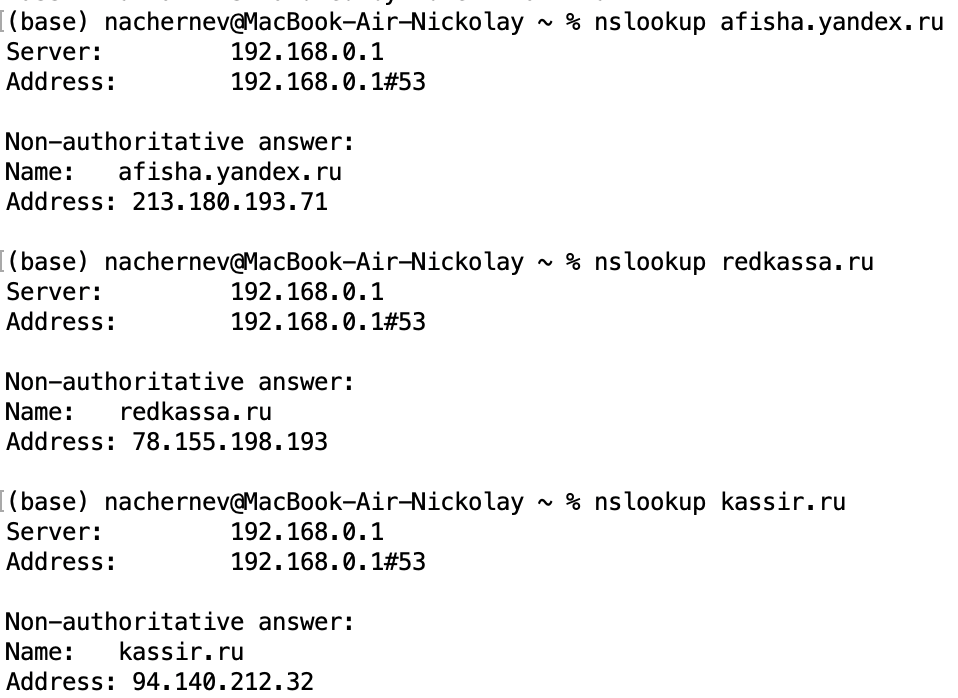 (base) nachernev@MacBook-Air-Nickolay ~ % nslookup afisha.yandex.ru
Server: 192.168.0.1
Address: 192.168.0.1#53
Non-authoritative answer:
Name: afisha.yandex.ru
Address: 213.180.193.71
(base) nachernev@MacBook-Air-Nickolay ~ % nslookup redkassa.ru
Server: 192.168.0.1
Address: 192.168.0.1#53
Non-authoritative answer:
Name: redkassa.ru
Address: 78.155.198.193
(base) nachernev@MacBook-Air-Nickolay ~ % nslookup kassir.ru
Server: 192.168.0.1
Address: 192.168.0.1#53
Non-authoritative answer:
Name: kassir.ru
Address: 94.140.212.32